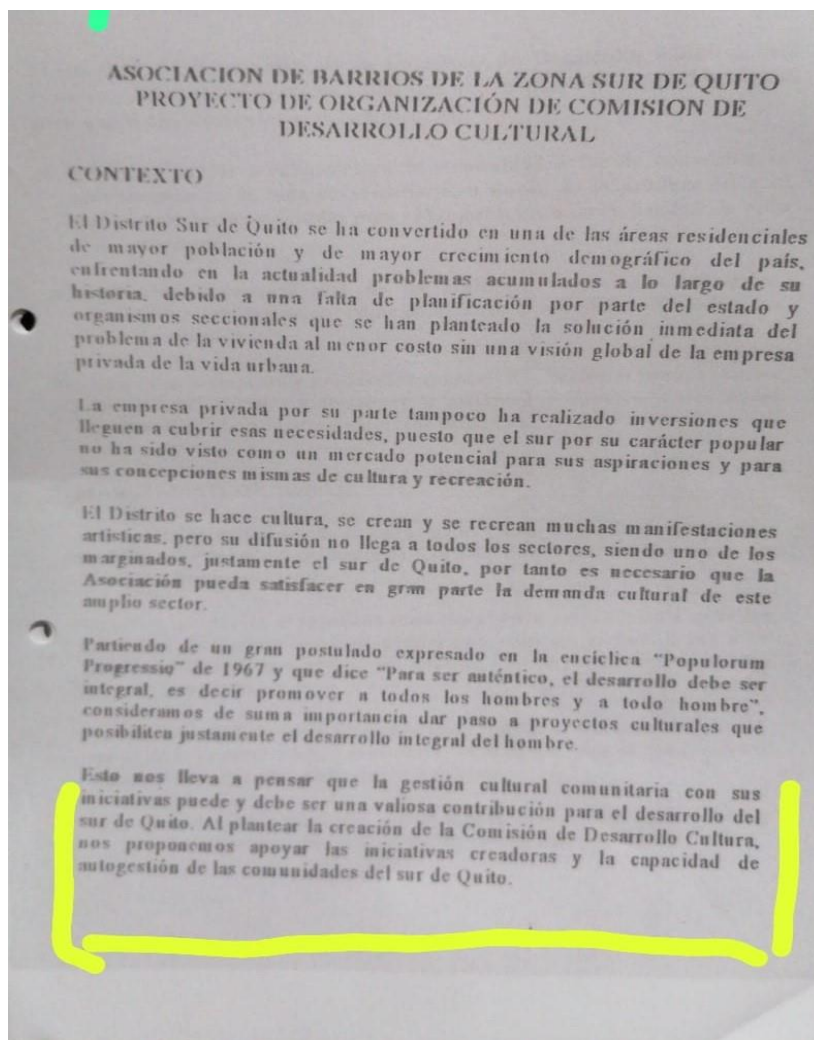 ASOCIACION DE BARRIOS DE LA ZONA SUR DE QUITO
PROYECTO DE ORGANIZACIÓN DE COMISION DE
DESARROLLO CULTURAL
CONTEXTO
El Distrito Sur de Quito se ha convertido en una de las áreas residenciales
de mayor población y de mayor crecimiento demográfico del país,
enfrentando en la actualidad problemas acumulados a lo largo de su
historia, debido a una falta de planificación por parte del estado y
organismos seccionales que se han planteado la solución inmediata del
problema de la vivienda al menor costo sin una visión global de la empresa
privada de la vida urbana.
La empresa privada por su parte tampoco ha realizado inversiones que
lleguen a cubrir esas necesidades, puesto que el sur por su carácter popular
no ha sido visto como un mercado potencial para sus aspiraciones y para
sus concepciones mismas de cultura y recreación.
El Distrito se hace cultura, se crean y se recrean muchas manifestaciones
artísticas, pero su difusión no llega a todos los sectores, siendo uno de los
marginados, justamente el sur de Quito, por tanto es necesario que la
Asociación pueda satisfacer en gran parte la demanda cultural de este
amplio sector.
Partiendo de un gran postulado expresado en la encíclica "Populorum
Progressio" de 1967 y que dice "Para ser auténtico, el desarrollo debe ser
integral, es decir promover a todos los hombres y a todo hombre",
consideramos de suma importancia dar paso a proyectos culturales que
posibiliten justamente el desarrollo integral del hombre.
Esto nos lleva a pensar que la gestión cultural comunitaria con sus
iniciativas puede y debe ser una valiosa contribución para el desarrollo del
sur de Quito. Al plantear la creación de la Comisión de Desarrollo Cultura,
nos proponemos apoyar las iniciativas creadoras y la capacidad de
autogestión de las comunidades del sur de Quito.